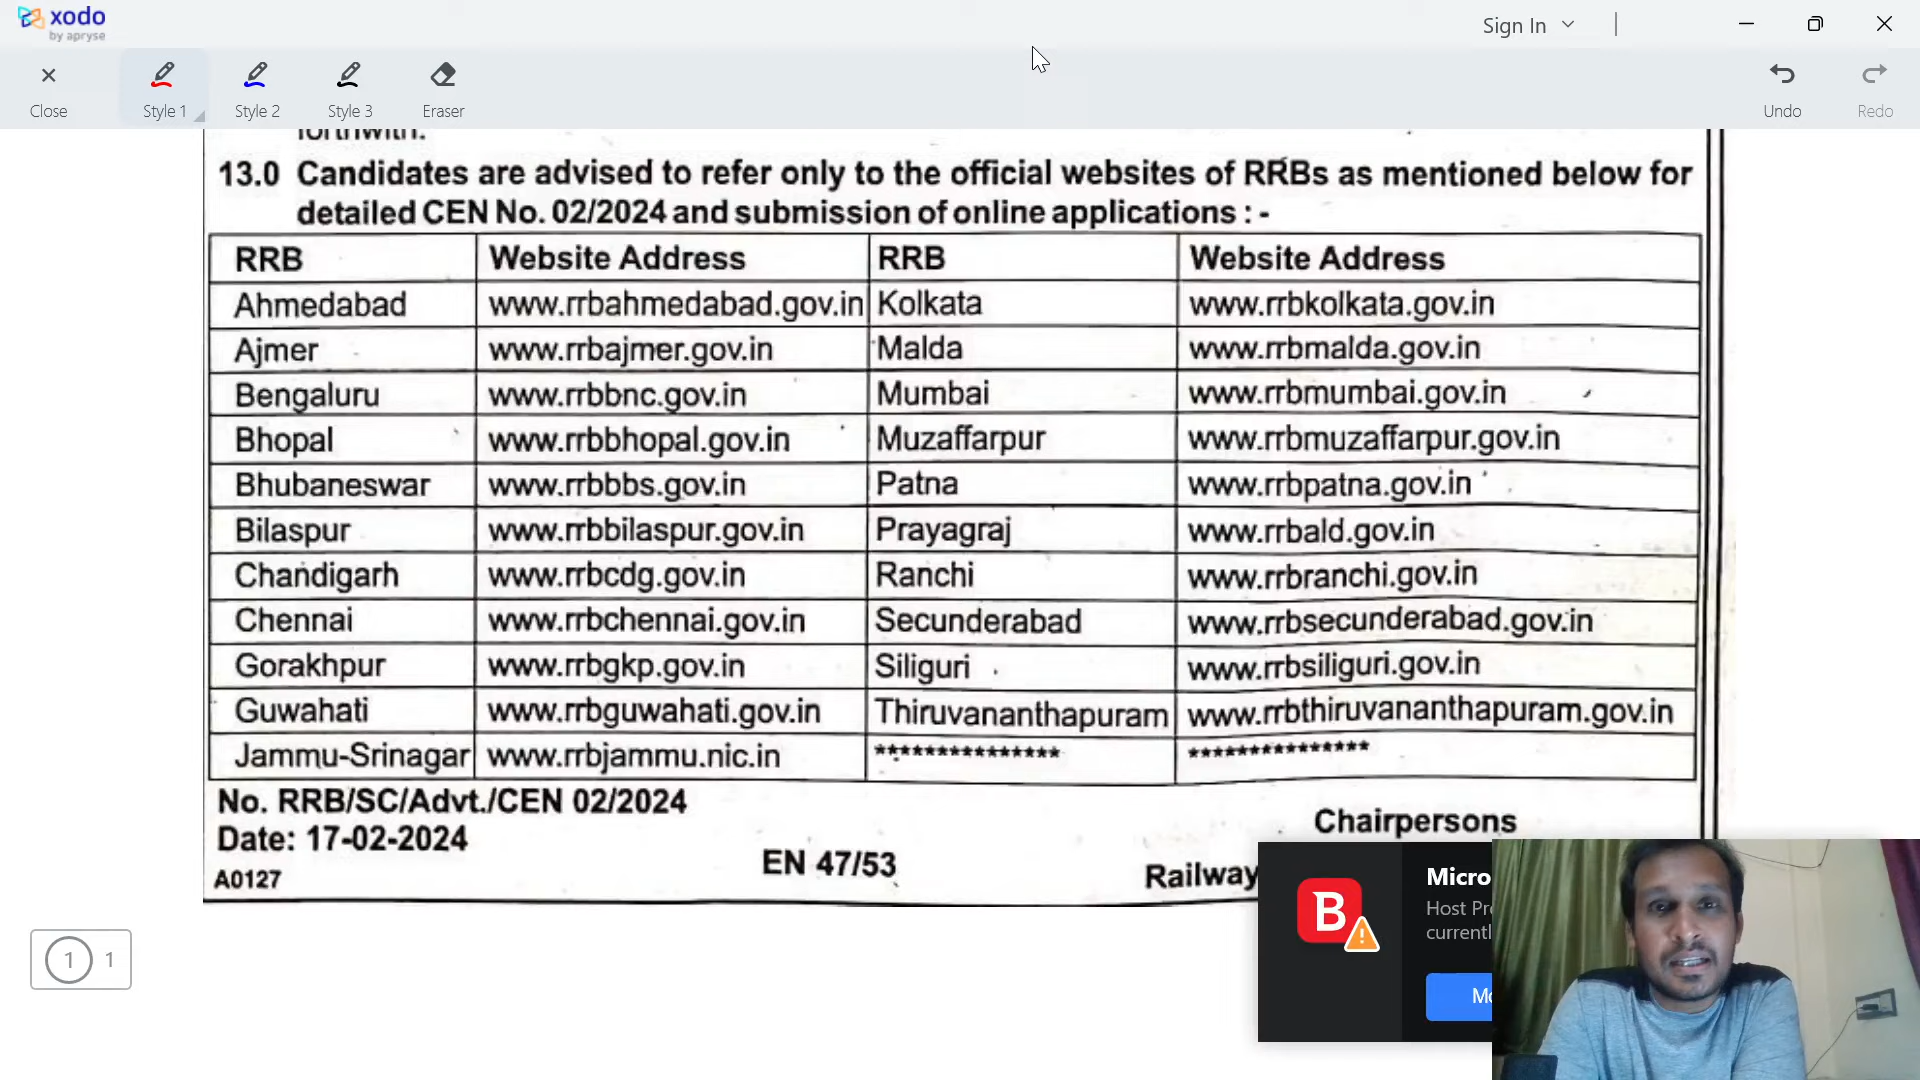 xodo
by apryse
Sign In
Close
Style 1
Style 2
Style 3
Eraser
Undo
Redo
forthwith.
13.0 Candidates are advised to refer only to the official websites of RRBs as mentioned below for
detailed CEN No. 02/2024 and submission of online applications : -
RRB Website Address RRB Website Address
Ahmedabad www.rrbahmedabad.gov.in Kolkata www.rrbkolkata.gov.in
Ajmer www.rrbajmer.gov.in Malda www.rrbmalda.gov.in
Bengaluru www.rrbbnc.gov.in Mumbai www.rrbmumbai.gov.in
Bhopal www.rrbbhopal.gov.in Muzaffarpur www.rrbmuzaffarpur.gov.in
Bhubaneswar www.rrbbbs.gov.in Patna www.rrbpatna.gov.in
Bilaspur www.rrbbilaspur.gov.in Prayagraj www.rrbald.gov.in
Chandigarh www.rrbcdg.gov.in Ranchi www.rrbranchi.gov.in
Chennai www.rrbchennai.gov.in Secunderabad www.rrbsecunderabad.gov.in
Gorakhpur www.rrbgkp.gov.in Siliguri www.rrbsiliguri.gov.in
Guwahati www.rrbguwahati.gov.in Thiruvananthapuram www.rrbthiruvananthapuram.gov.in
Jammu-Srinagar www.rrbjammu.nic.in *************** ***************
No. RRB/SC/Advt./CEN 02/2024
Date: 17-02-2024
Chairpersons
A0127
EN 47/53
Railway
B
Micro
Host Pr
currentl
1 1